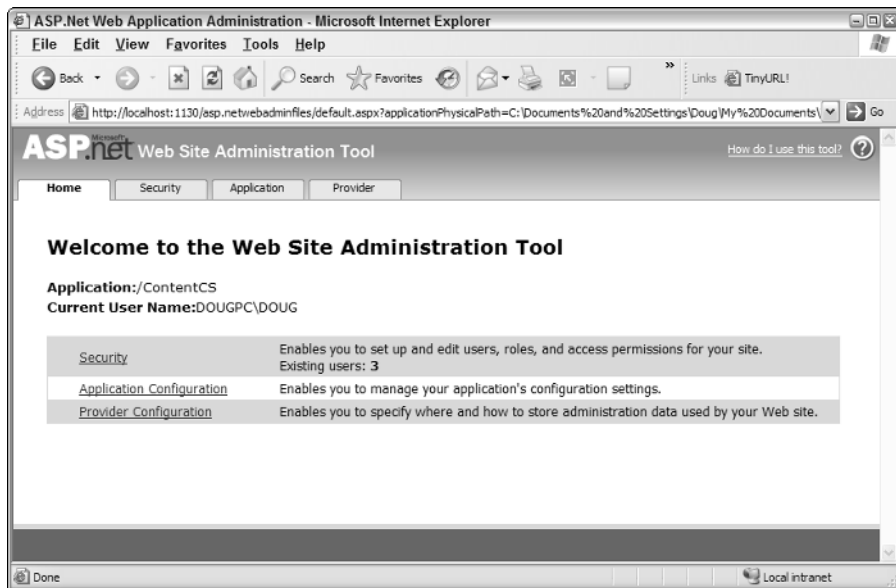 ASP.Net Web Application Administration - Microsoft Internet Explorer
File Edit View Favorites Tools Help
Back Search Favorites » Links TinyURL!
Address http://localhost:1130/asp.netwebadminfiles/default.aspx?applicationPhysicalPath=C:\Documents%20and%20Settings\Doug\My%20Documents\ Go
Microsoft
ASP.net Web Site Administration Tool How do I use this tool? ?
Home Security Application Provider
Welcome to the Web Site Administration Tool
Application:/ContentCS
Current User Name:DOUGPC\DOUG
Security Enables you to set up and edit users, roles, and access permissions for your site.
Existing users: 3
Application Configuration Enables you to manage your application's configuration settings.
Provider Configuration Enables you to specify where and how to store administration data used by your Web site.
Done Local intranet